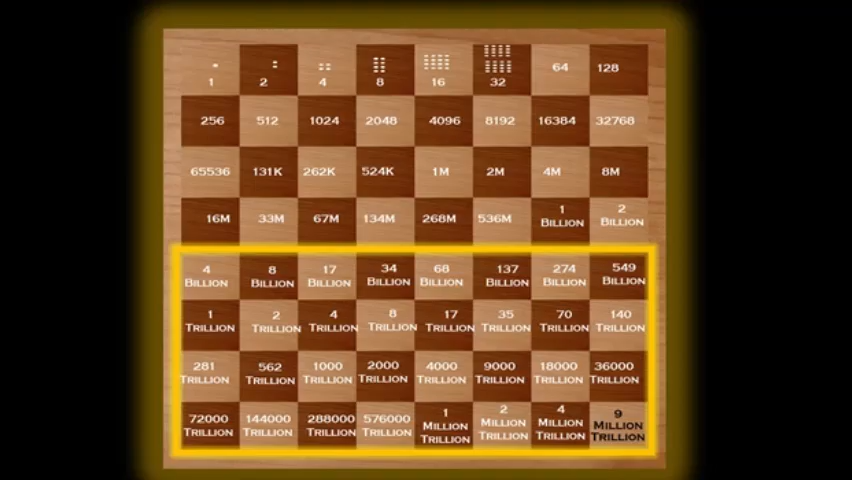 1 2 4 8 16 32 64 128
256 512 1024 2048 4096 8192 16384 32768
65536 131K 262K 524K 1M 2M 4M 8M
16M 33M 67M 134M 268M 536M 1 BILLION 2 BILLION
4 BILLION 8 BILLION 17 BILLION 34 BILLION 68 BILLION 137 BILLION 274 BILLION 549 BILLION
1 TRILLION 2 TRILLION 4 TRILLION 8 TRILLION 17 TRILLION 35 TRILLION 70 TRILLION 140 TRILLION
281 TRILLION 562 TRILLION 1000 TRILLION 2000 TRILLION 4000 TRILLION 9000 TRILLION 18000 TRILLION 36000 TRILLION
72000 TRILLION 144000 TRILLION 288000 TRILLION 576000 TRILLION 1 MILLION TRILLION 2 MILLION TRILLION 4 MILLION TRILLION 9 MILLION TRILLION